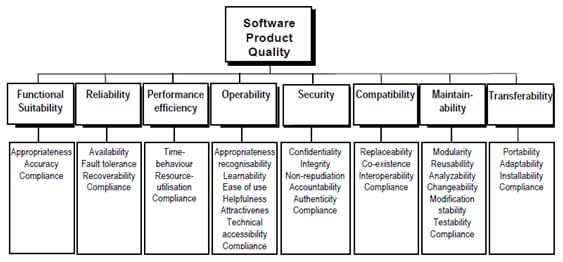 Software
Product
Quality
Functional
Suitability
Reliability
Performance
efficiency
Operability
Security
Compatibility
Maintain-
ability
Transferability
Appropriateness
Accuracy
Compliance
Availability
Fault tolerance
Recoverability
Compliance
Time-
behaviour
Resource-
utilisation
Compliance
Appropriateness
recognisability
Learnability
Ease of use
Helpfulness
Attractivenes
Technical
accessibility
Compliance
Confidentiality
Integrity
Non-repudiation
Accountability
Authenticity
Compliance
Replaceability
Co-existence
Interoperability
Compliance
Modularity
Reusabillity
Analyzability
Changeability
Modification
stability
Testability
Compliance
Portability
Adaptability
Installability
Compliance